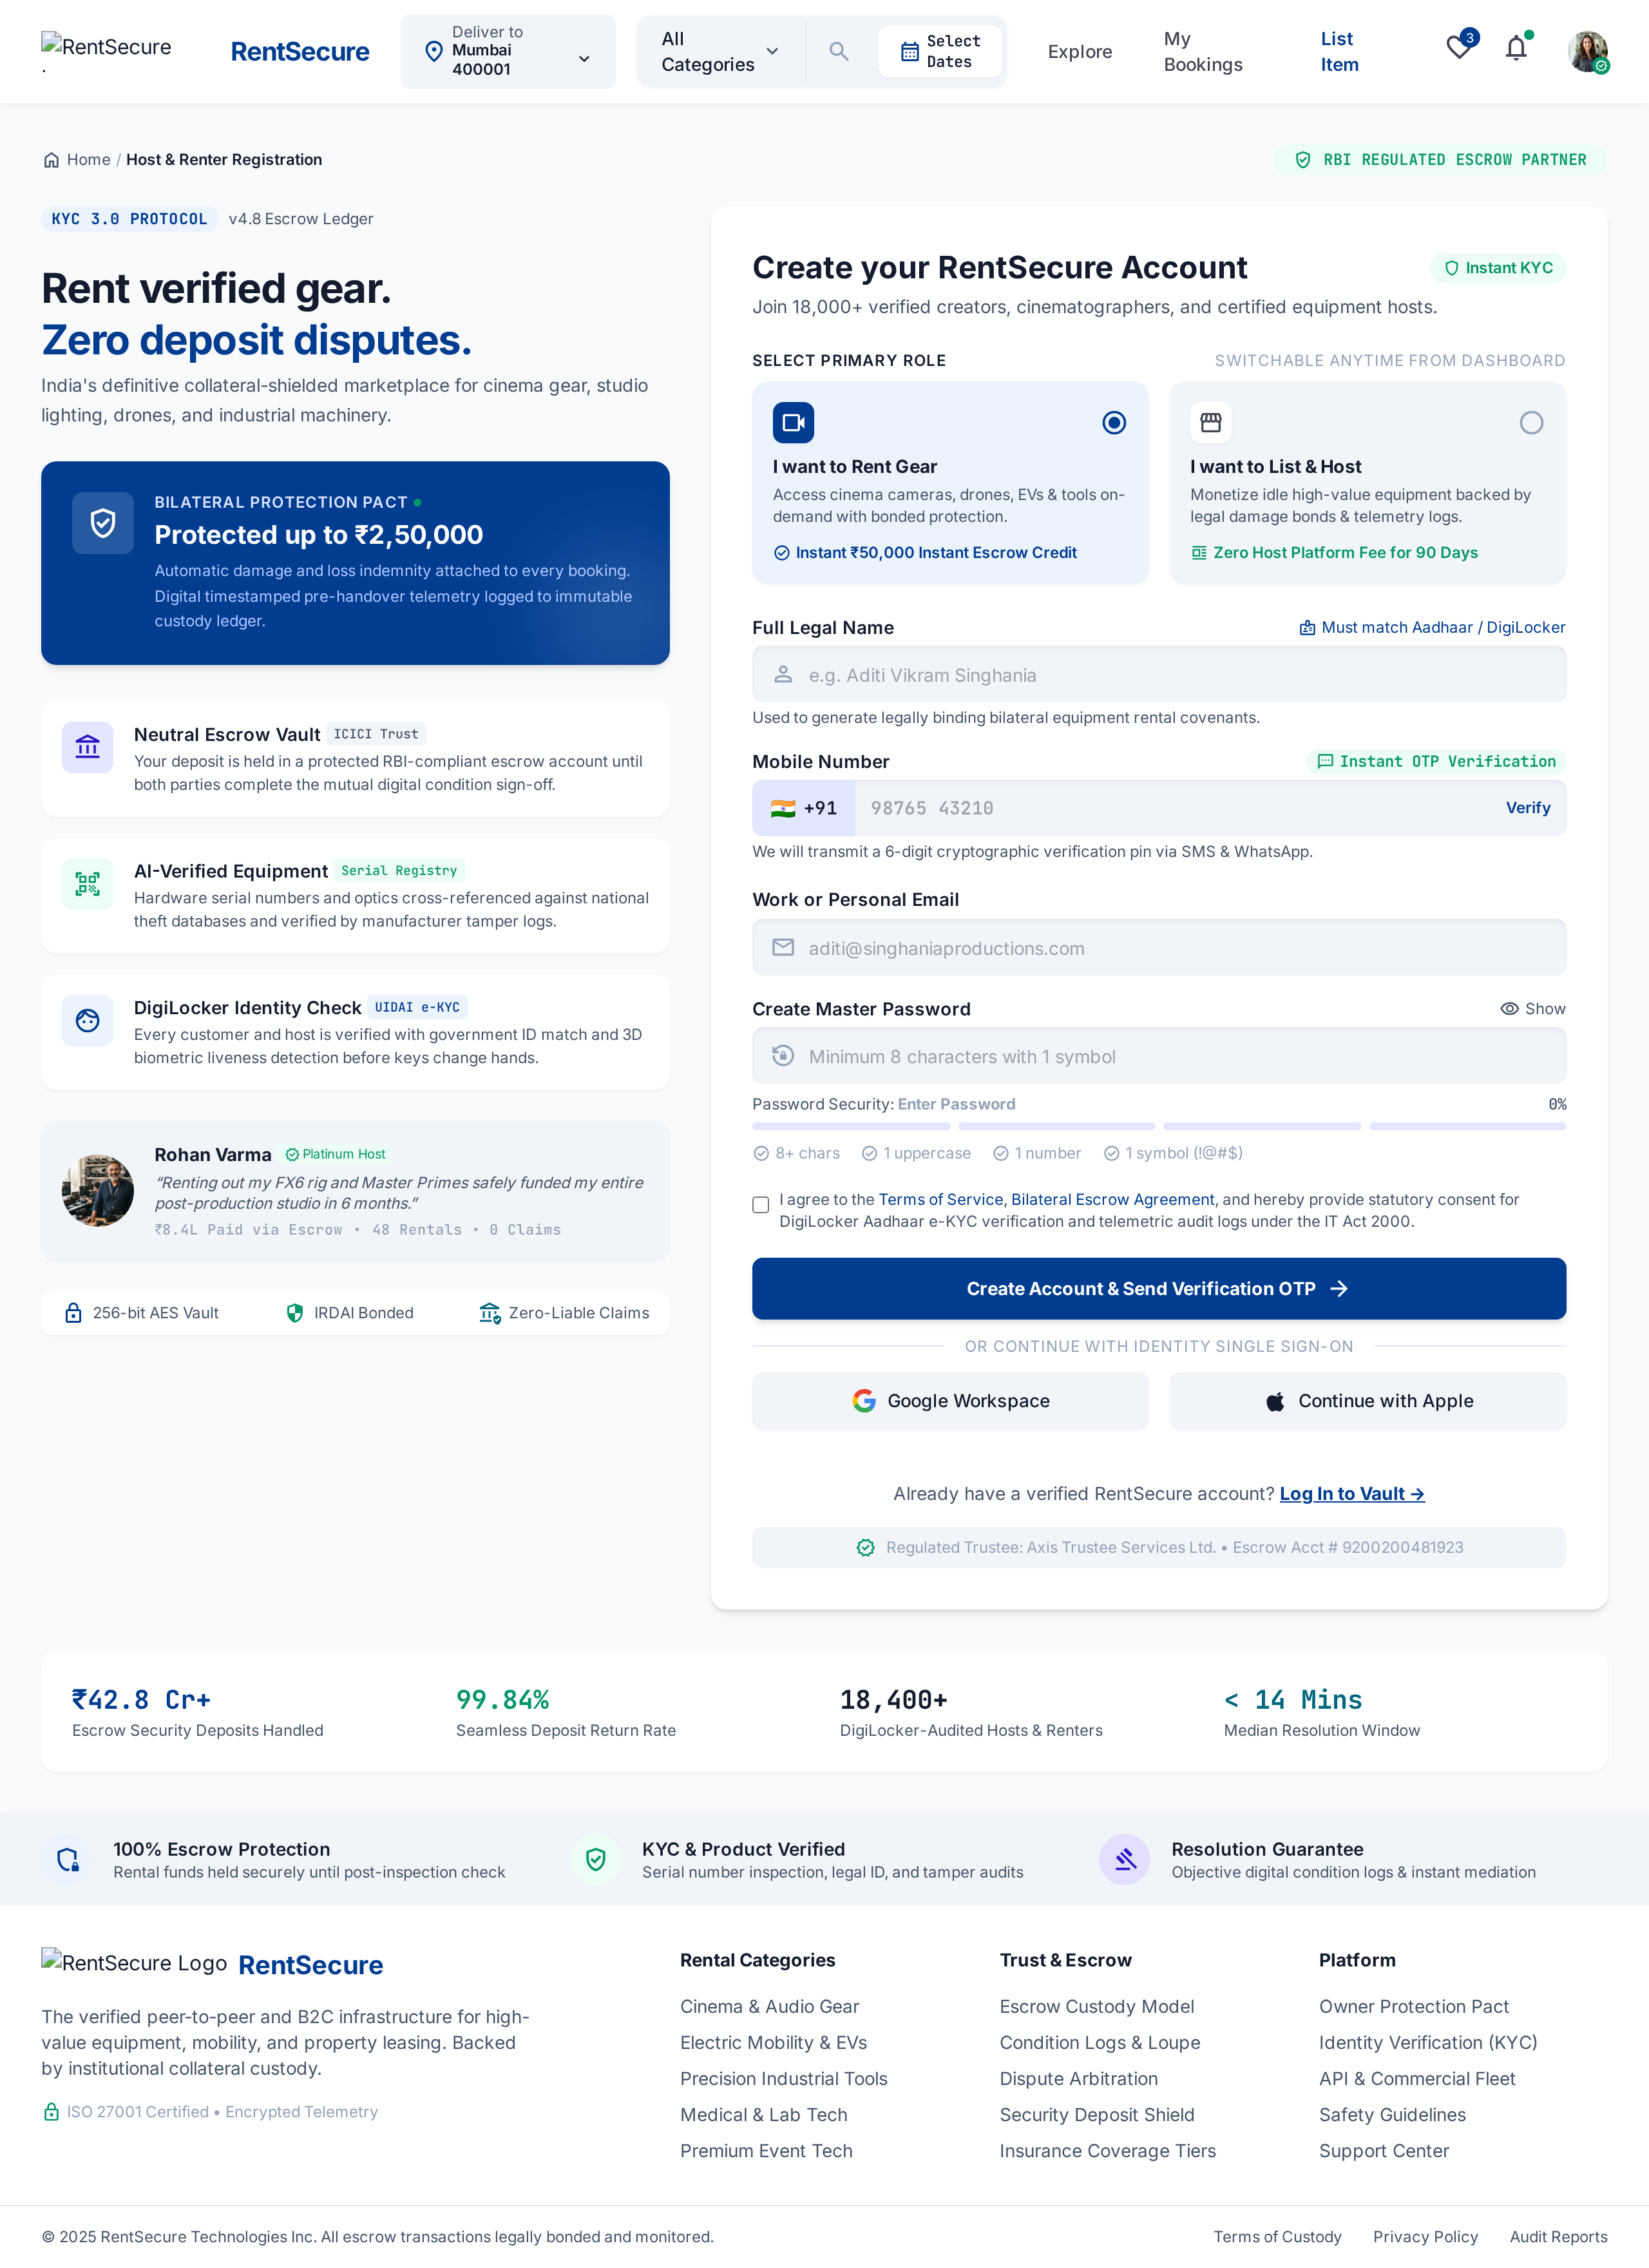 RentSecure
.
RentSecure
Deliver to
Mumbai
400001
All
Categories
Select
Dates
Explore
My
Bookings
List
Item
3
Home / Host & Renter Registration
RBI REGULATED ESCROW PARTNER
KYC 3.0 PROTOCOL v4.8 Escrow Ledger
Rent verified gear.
Zero deposit disputes.
India's definitive collateral-shielded marketplace for cinema gear, studio
lighting, drones, and industrial machinery.
BILATERAL PROTECTION PACT
Protected up to ₹2,50,000
Automatic damage and loss indemnity attached to every booking.
Digital timestamped pre-handover telemetry logged to immutable
custody ledger.
Neutral Escrow Vault ICICI Trust
Your deposit is held in a protected RBI-compliant escrow account until
both parties complete the mutual digital condition sign-off.
AI-Verified Equipment Serial Registry
Hardware serial numbers and optics cross-referenced against national
theft databases and verified by manufacturer tamper logs.
DigiLocker Identity Check UIDAI e-KYC
Every customer and host is verified with government ID match and 3D
biometric liveness detection before keys change hands.
Rohan Varma Platinum Host
“Renting out my FX6 rig and Master Primes safely funded my entire
post-production studio in 6 months.”
₹8.4L Paid via Escrow • 48 Rentals • 0 Claims
256-bit AES Vault
IRDAI Bonded
Zero-Liable Claims
Create your RentSecure Account
Instant KYC
Join 18,000+ verified creators, cinematographers, and certified equipment hosts.
SELECT PRIMARY ROLE
SWITCHABLE ANYTIME FROM DASHBOARD
I want to Rent Gear
Access cinema cameras, drones, EVs & tools on-
demand with bonded protection.
Instant ₹50,000 Instant Escrow Credit
I want to List & Host
Monetize idle high-value equipment backed by
legal damage bonds & telemetry logs.
Zero Host Platform Fee for 90 Days
Full Legal Name
Must match Aadhaar / DigiLocker
e.g. Aditi Vikram Singhania
Used to generate legally binding bilateral equipment rental covenants.
Mobile Number
Instant OTP Verification
+91
98765 43210
Verify
We will transmit a 6-digit cryptographic verification pin via SMS & WhatsApp.
Work or Personal Email
aditi@singhaniaproductions.com
Create Master Password
Show
Minimum 8 characters with 1 symbol
Password Security: Enter Password
0%
8+ chars
1 uppercase
1 number
1 symbol (!@#$)
I agree to the Terms of Service, Bilateral Escrow Agreement, and hereby provide statutory consent for
DigiLocker Aadhaar e-KYC verification and telemetric audit logs under the IT Act 2000.
Create Account & Send Verification OTP →
OR CONTINUE WITH IDENTITY SINGLE SIGN-ON
Google Workspace
Continue with Apple
Already have a verified RentSecure account? Log In to Vault →
Regulated Trustee: Axis Trustee Services Ltd. • Escrow Acct # 9200200481923
₹42.8 Cr+
Escrow Security Deposits Handled
99.84%
Seamless Deposit Return Rate
18,400+
DigiLocker-Audited Hosts & Renters
< 14 Mins
Median Resolution Window
100% Escrow Protection
Rental funds held securely until post-inspection check
KYC & Product Verified
Serial number inspection, legal ID, and tamper audits
Resolution Guarantee
Objective digital condition logs & instant mediation
RentSecure Logo RentSecure
The verified peer-to-peer and B2C infrastructure for high-
value equipment, mobility, and property leasing. Backed
by institutional collateral custody.
ISO 27001 Certified • Encrypted Telemetry
Rental Categories
Cinema & Audio Gear
Electric Mobility & EVs
Precision Industrial Tools
Medical & Lab Tech
Premium Event Tech
Trust & Escrow
Escrow Custody Model
Condition Logs & Loupe
Dispute Arbitration
Security Deposit Shield
Insurance Coverage Tiers
Platform
Owner Protection Pact
Identity Verification (KYC)
API & Commercial Fleet
Safety Guidelines
Support Center
© 2025 RentSecure Technologies Inc. All escrow transactions legally bonded and monitored.
Terms of Custody
Privacy Policy
Audit Reports